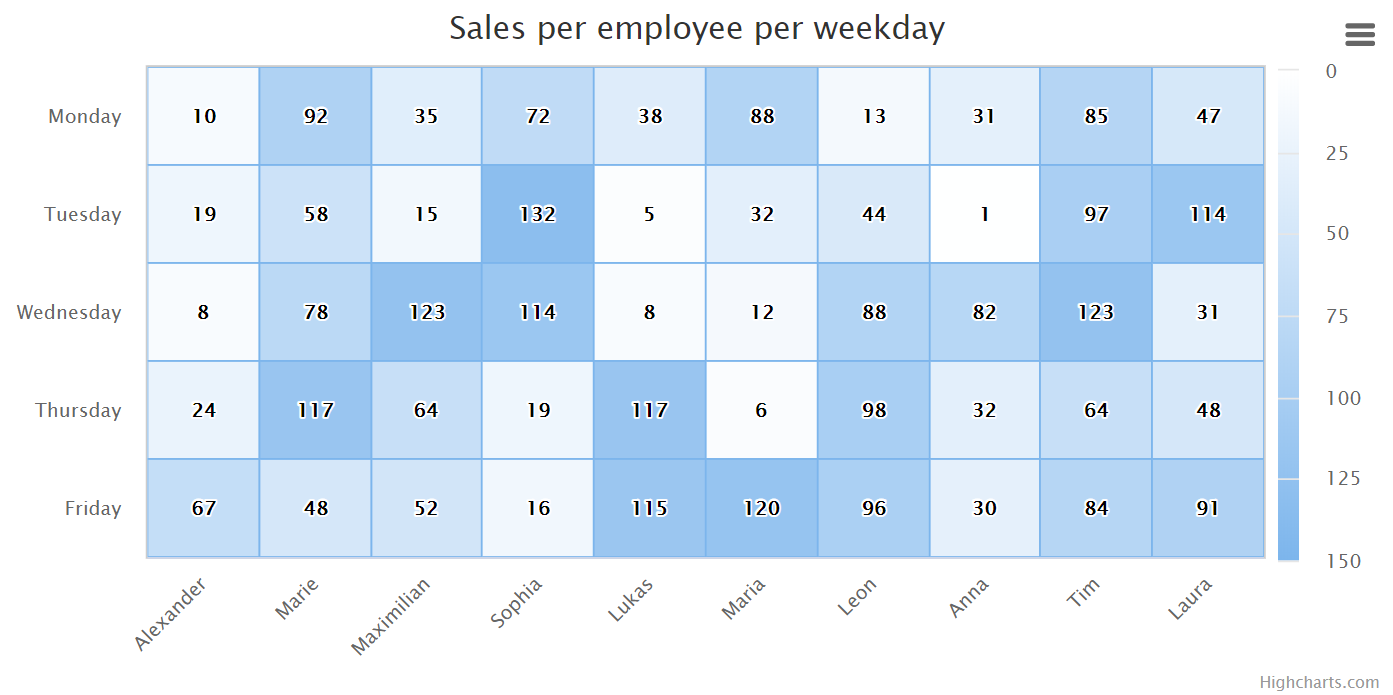 Sales per employee per weekday
0
Monday 10 92 35 72 38 88 13 31 85 47
25
Tuesday 19 58 15 132 5 32 44 1 97 114
50
Wednesday 8 78 123 114 8 12 88 82 123 31
75
Thursday 24 117 64 19 117 6 98 32 64 48
100
125
Friday 67 48 52 16 115 120 96 30 84 91
150
Alexander Marie Maximilian Sophia Lukas Maria Leon Anna Tim Laura
Highcharts.com